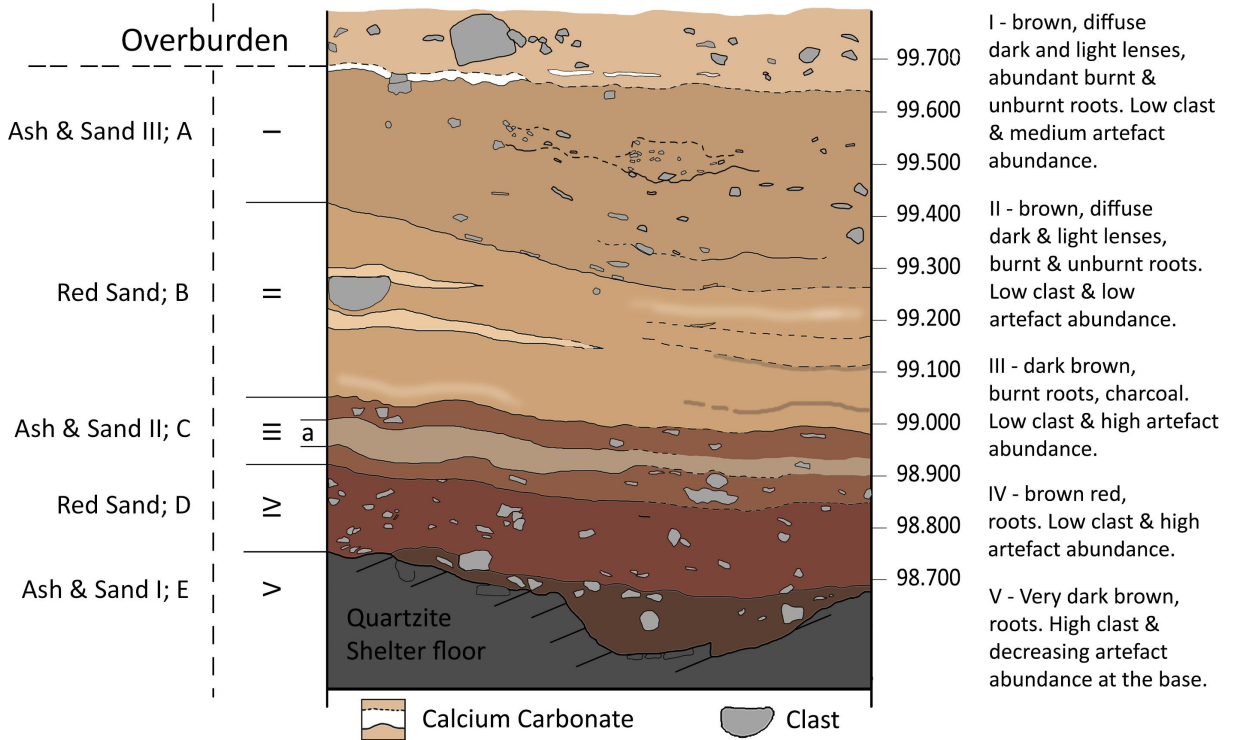 Overburden
Ash & Sand III; A
–
Red Sand; B
=
Ash & Sand II; C
≡
a
Red Sand; D
≥
Ash & Sand I; E
>
Quartzite
Shelter floor
99.700
99.600
99.500
99.400
99.300
99.200
99.100
99.000
98.900
98.800
98.700
I - brown, diffuse
dark and light lenses,
abundant burnt &
unburnt roots. Low clast
& medium artefact
abundance.
II - brown, diffuse
dark & light lenses,
burnt & unburnt roots.
Low clast & low
artefact abundance.
III - dark brown,
burnt roots, charcoal.
Low clast & high artefact
abundance.
IV - brown red,
roots. Low clast & high
artefact abundance.
V - Very dark brown,
roots. High clast &
decreasing artefact
abundance at the base.
Calcium Carbonate
Clast